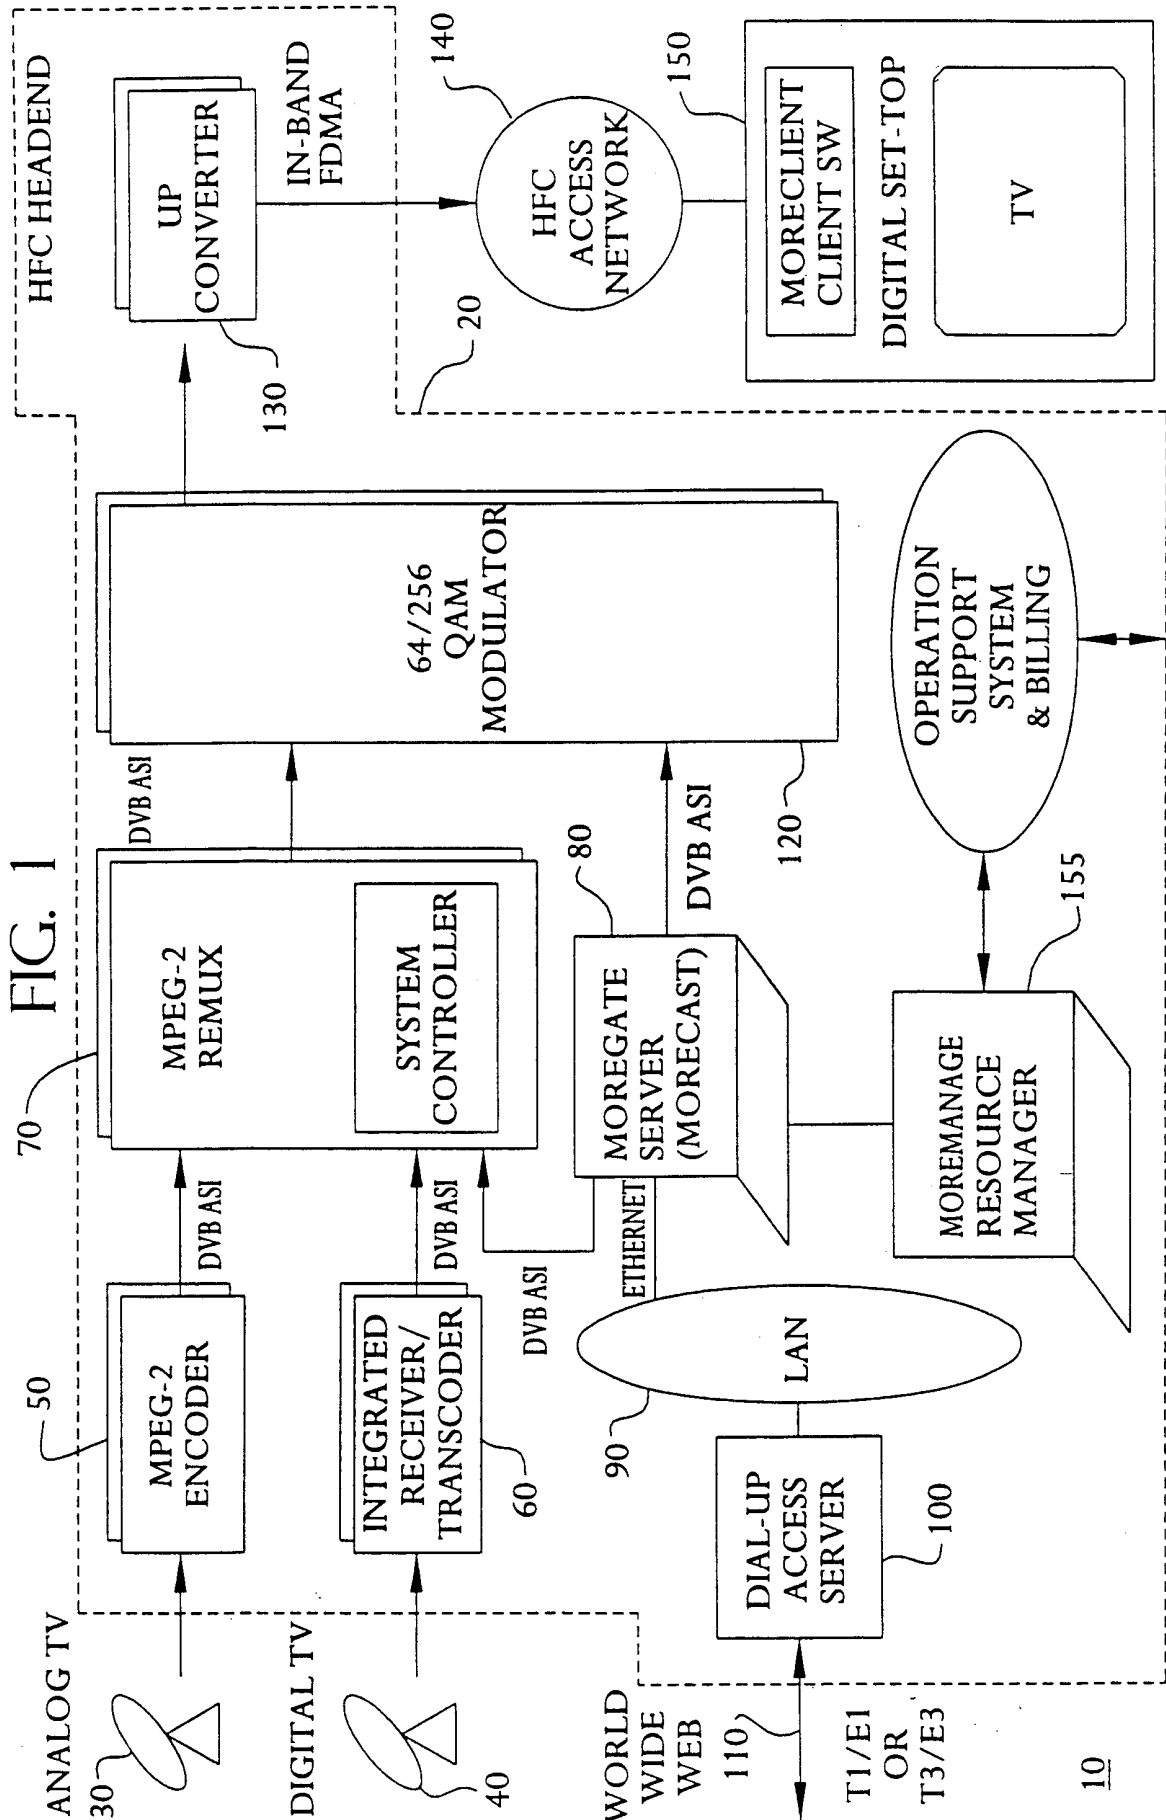 FIG. 1
HFC HEADEND
ANALOG TV
30
50
MPEG-2
ENCODER
DVB ASI
70
MPEG-2
REMUX
SYSTEM
CONTROLLER
DVB ASI
64/256
QAM
MODULATOR
120
UP
CONVERTER
130
IN-BAND
FDMA
DIGITAL TV
40
INTEGRATED
RECEIVER/
TRANSCODER
60
DVB ASI
DVB ASI
ETHERNET
MOREGATE
SERVER
(MORECAST)
80
DVB ASI
20
HFC
ACCESS
NETWORK
140
150
MORECLIENT
CLIENT SW
DIGITAL SET-TOP
TV
WORLD
WIDE
WEB
110
T1/E1
OR
T3/E3
DIAL-UP
ACCESS
SERVER
100
LAN
90
MOREMANAGE
RESOURCE
MANAGER
155
OPERATION
SUPPORT
SYSTEM
& BILLING
10